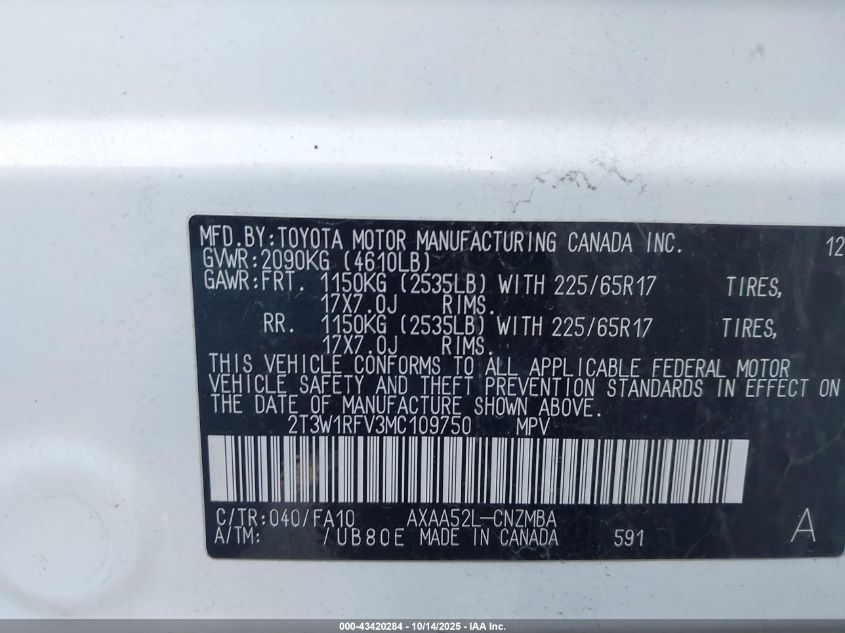 MFD.BY:TOYOTA MOTOR MANUFACTURING CANADA INC. 12
GVWR:2090KG (4610LB)
GAWR:FRT. 1150KG (2535LB) WITH 225/65R17 TIRES,
17X7.0J RIMS.
RR. 1150KG (2535LB) WITH 225/65R17 TIRES,
17X7.0J RIMS.
THIS VEHICLE CONFORMS TO ALL APPLICABLE FEDERAL MOTOR
VEHICLE SAFETY AND THEFT PREVENTION STANDARDS IN EFFECT ON
THE DATE OF MANUFACTURE SHOWN ABOVE.
2T3W1RFV3MC109750 MPV
C/TR:040/FA10 AXAA52L-CNZMBA
A/TM: /UB80E MADE IN CANADA 591 A
000-43420284 - 10/14/2025 - IAA Inc.